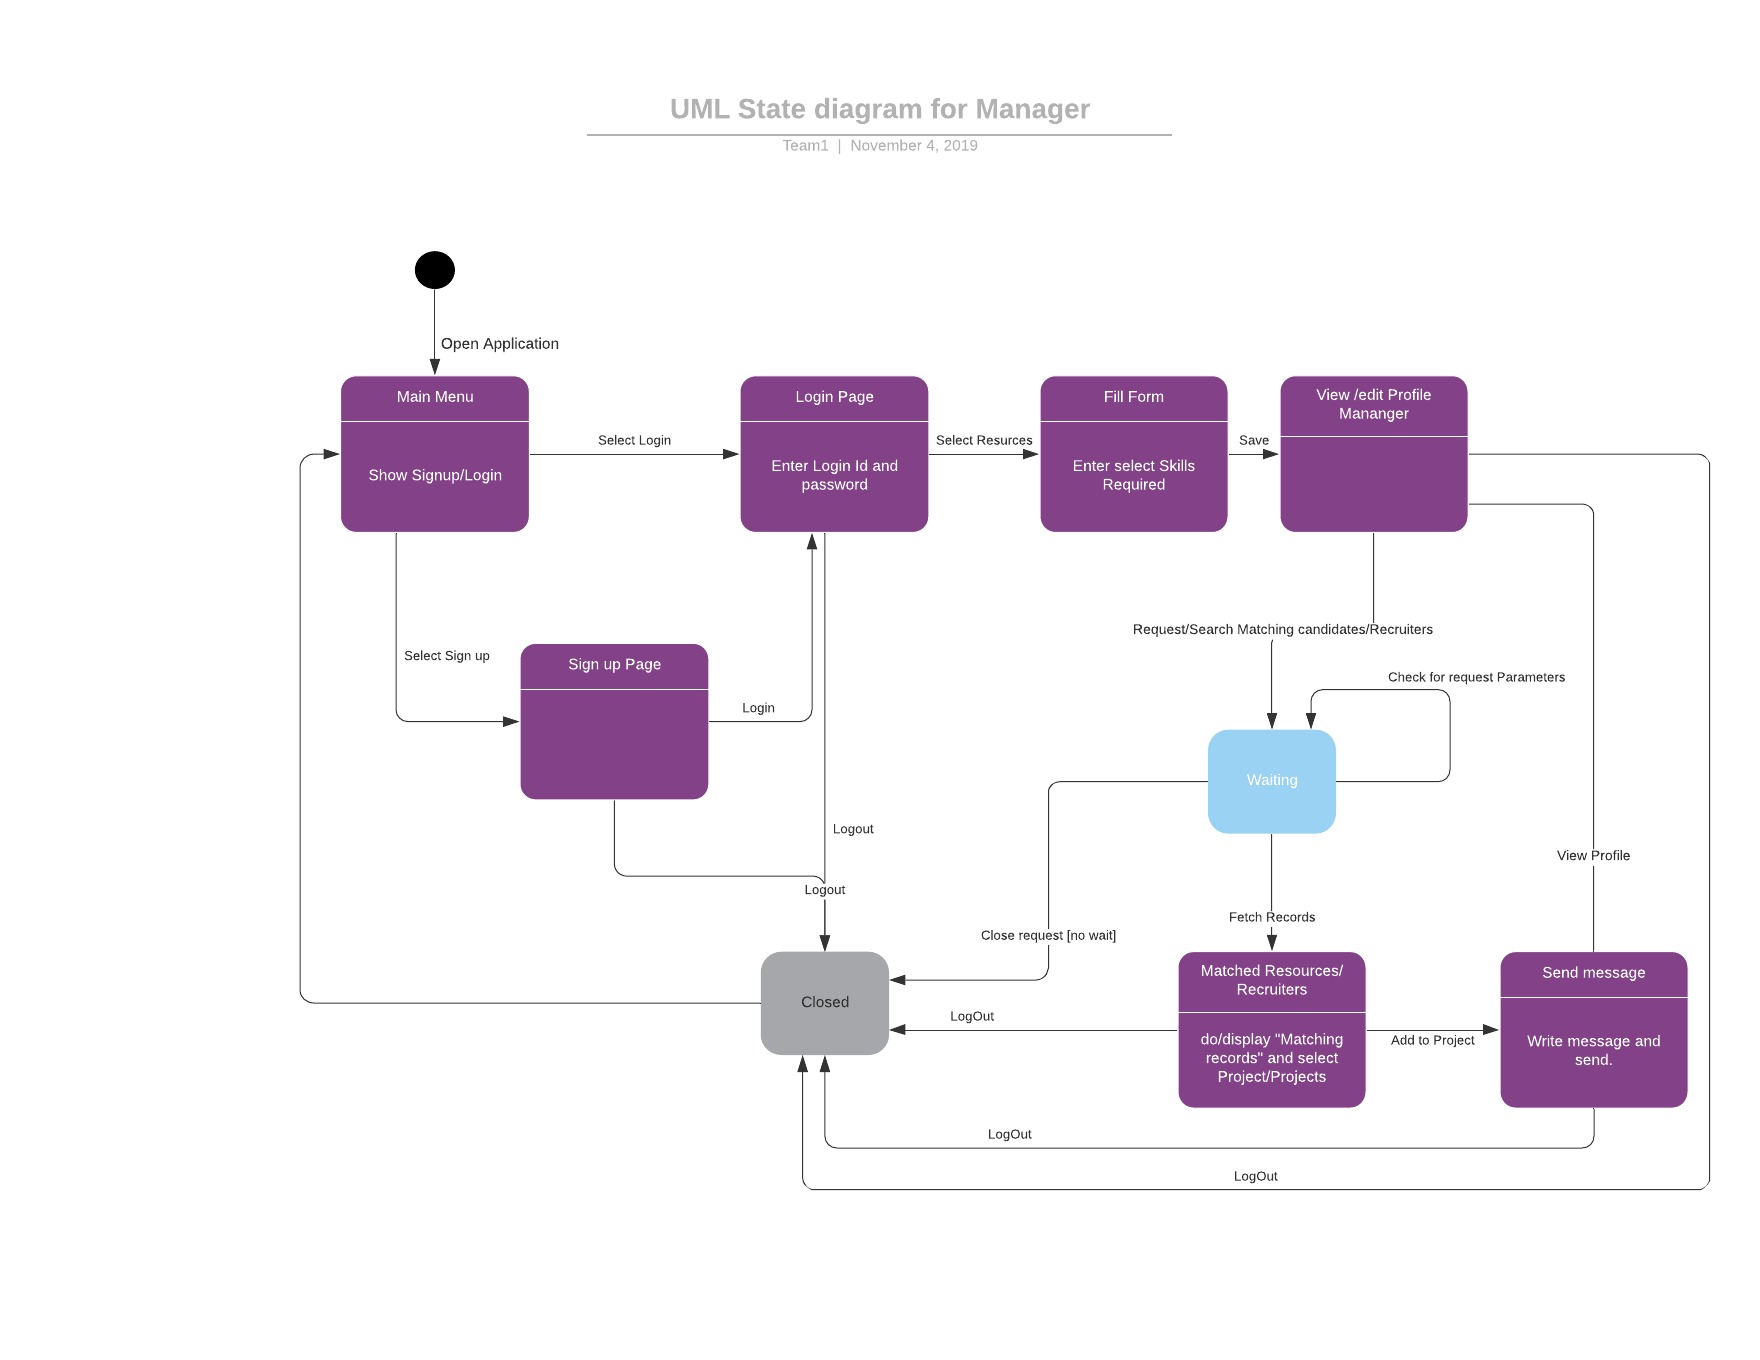 UML State diagram for Manager
Team1 | November 4, 2019
Open Application
Main Menu
Show Signup/Login
Select Login
Login Page
Enter Login Id and
password
Select Resurces
Fill Form
Enter select Skills
Required
Save
View /edit Profile
Mananger
Select Sign up
Sign up Page
Login
Request/Search Matching candidates/Recruiters
Check for request Parameters
Waiting
Logout
Logout
View Profile
Fetch Records
Close request [no wait]
Closed
LogOut
Matched Resources/
Recruiters
do/display "Matching
records" and select
Project/Projects
Add to Project
Send message
Write message and
send.
LogOut
LogOut